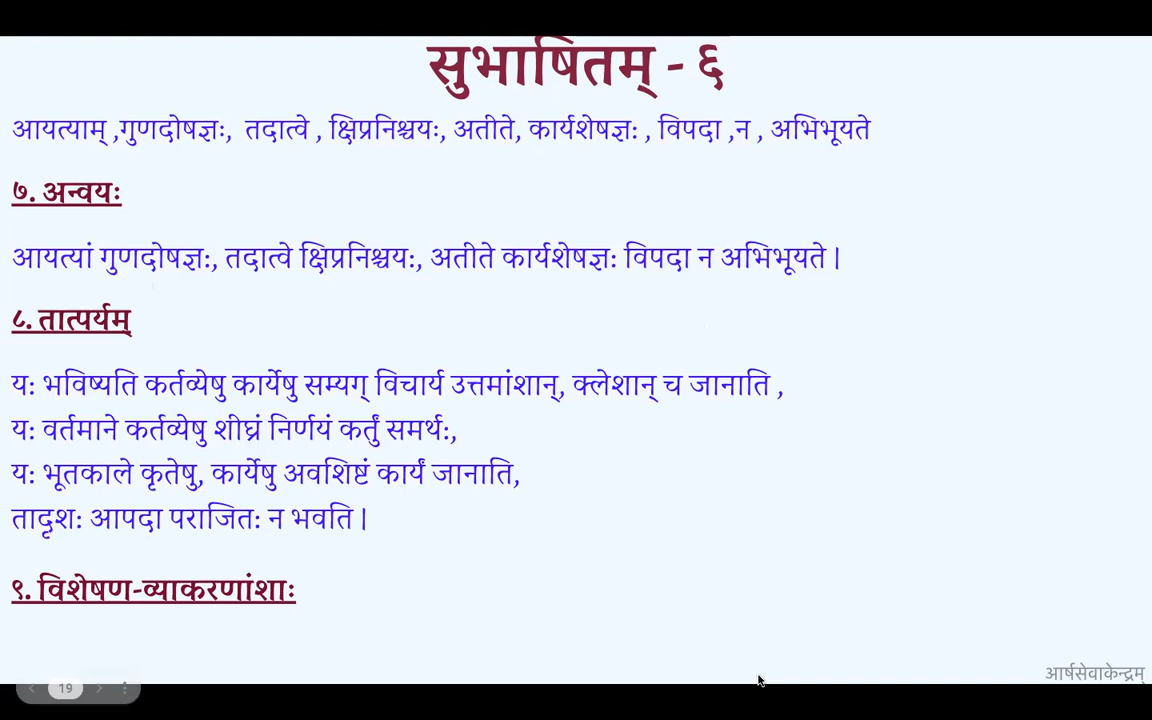 सुभाषितम् - ६
आयत्याम् ,गुणदोषज्ञः, तदात्वे , क्षिप्रनिश्चयः, अतीते, कार्यशेषज्ञः , विपदा ,न , अभिभूयते
७. अन्वयः
आयत्यां गुणदोषज्ञः, तदात्वे क्षिप्रनिश्चयः, अतीते कार्यशेषज्ञः विपदा न अभिभूयते |
८. तात्पर्यम्
यः भविष्यति कर्तव्येषु कार्येषु सम्यग् विचार्य उत्तमांशान्, क्लेशान् च जानाति ,
यः वर्तमाने कर्तव्येषु शीघ्रं निर्णयं कर्तुं समर्थः,
यः भूतकाले कृतेषु, कार्येषु अवशिष्टं कार्यं जानाति,
तादृशः आपदा पराजितः न भवति |
९. विशेषण-व्याकरणांशाः
आर्षसेवाकेन्द्रम्
19